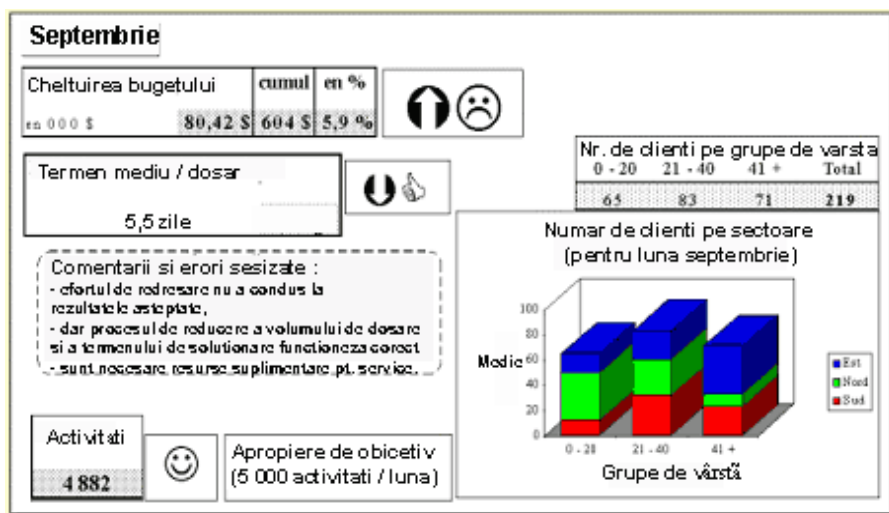 Septembrie
Cheltuirea bugetului cumul en %
en 0 0 0 $ 80,42 $ 604 $ 5,9 %
Termen mediu / dosar
5,5 zile
Nr. de clienti pe grupe de varsta
0 - 20 21 - 40 41 + Total
65 83 71 219
Comentarii si erori sesizate :
- efortul de redresare nu a condus la
rezultatele asteptate,
- dar procesul de reducere a volumului de dosare
si a termenului de solutionare functioneza corect
- sunt necesare resurse suplimentare pt. service.
Numar de clienti pe sectoare
(pentru luna septembrie)
100
80
60
40
20
0
Medie
0 - 20 21 - 40 41 +
Grupe de vârstă
Est
Nord
Sud
Activitati
4 882
Apropiere de obicetiv
(5 000 activitati / luna)